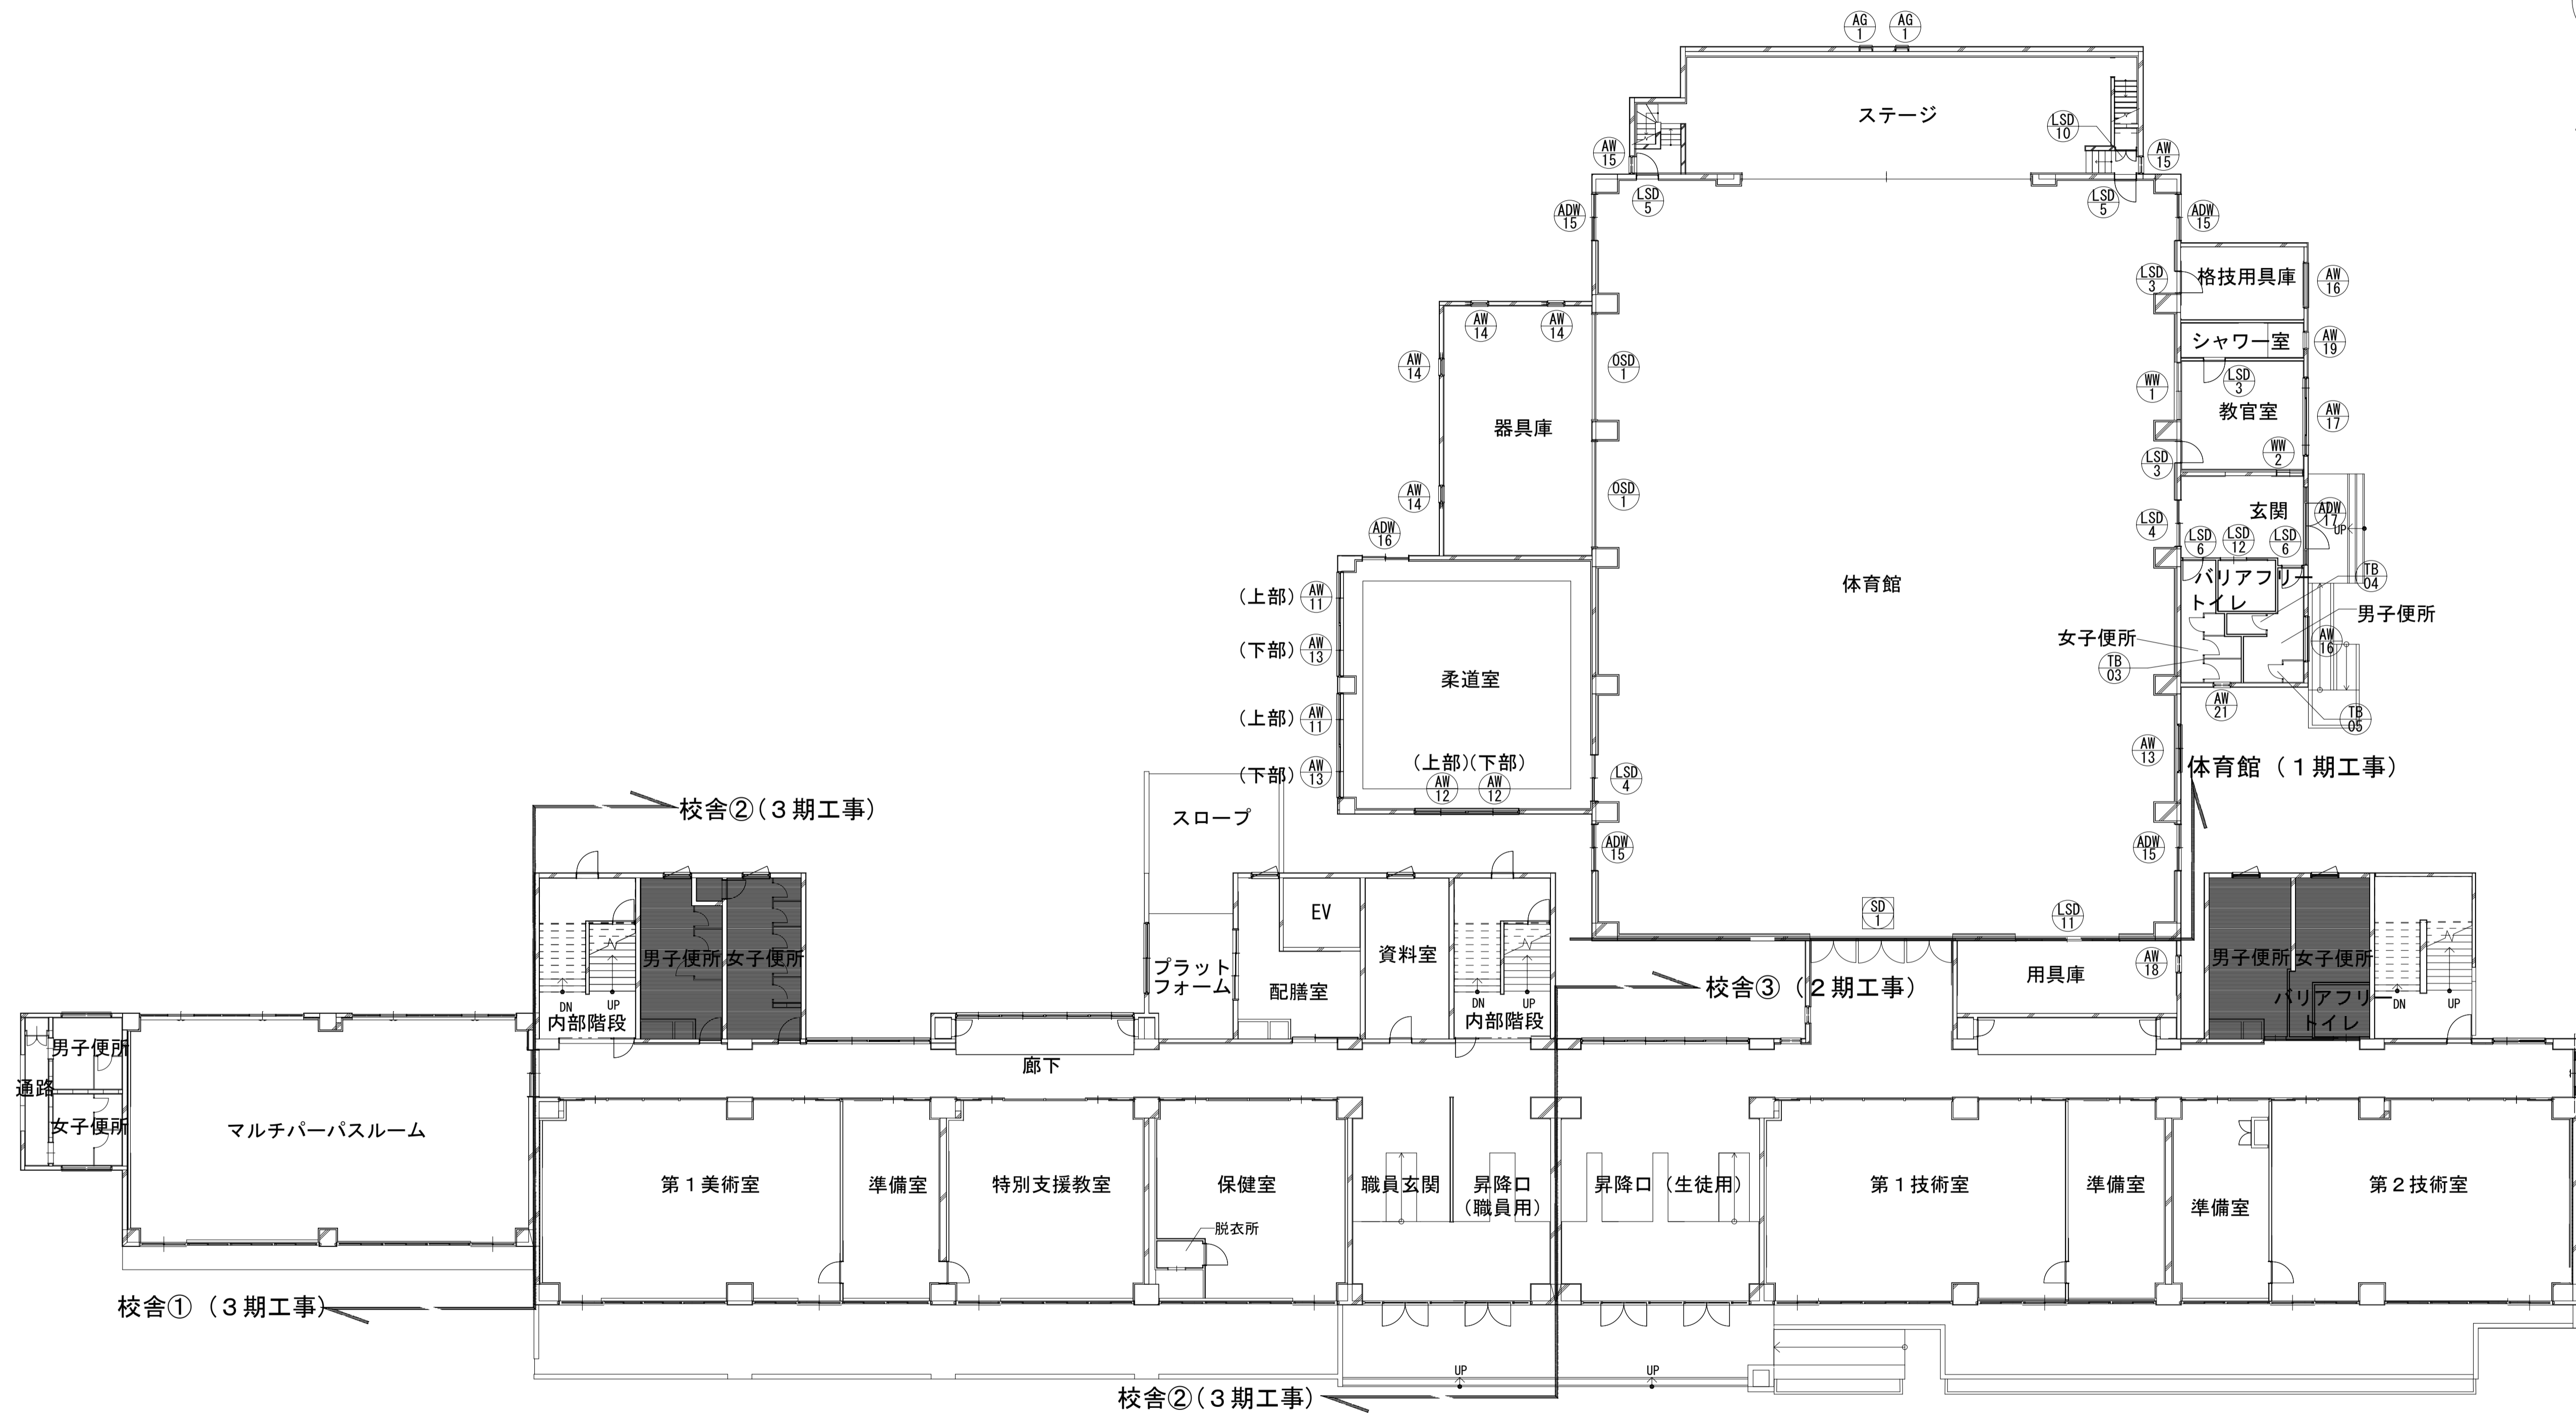 AG
1
AG
1
ステージ
LSD
10
AW
15
AW
15
LSD
5
LSD
5
ADW
15
ADW
15
LSD
3
格技用具庫
AW
16
AW
14
AW
14
シャワー室
AW
19
AW
14
OSD
1
WW
1
LSD
3
教官室
AW
17
器具庫
WW
2
LSD
3
AW
14
OSD
1
玄関
ADW
17
UP
LSD
4
ADW
16
LSD
6
LSD
12
LSD
6
バリアフリー
トイレ
TB
04
体育館
(上部)
AW
11
男子便所
女子便所
AW
16
(下部)
AW
13
TB
03
柔道室
AW
21
TB
05
(上部)
AW
11
AW
13
(上部)(下部)
AW
12
AW
12
(下部)
AW
13
LSD
4
体育館(1期工事)
校舎②(3期工事)
スロープ
ADW
15
ADW
15
EV
SD
1
LSD
11
男子便所
女子便所
資料室
プラット
フォーム
配膳室
用具庫
AW
18
男子便所
女子便所
校舎③(2期工事)
バリアフリー
トイレ
DN
UP
内部階段
DN
UP
内部階段
DN
UP
男子便所
通路
女子便所
廊下
マルチパーパスルーム
第1美術室
準備室
特別支援教室
保健室
職員玄関
昇降口
(職員用)
昇降口(生徒用)
第1技術室
準備室
準備室
第2技術室
脱衣所
校舎①(3期工事)
UP
UP
校舎②(3期工事)